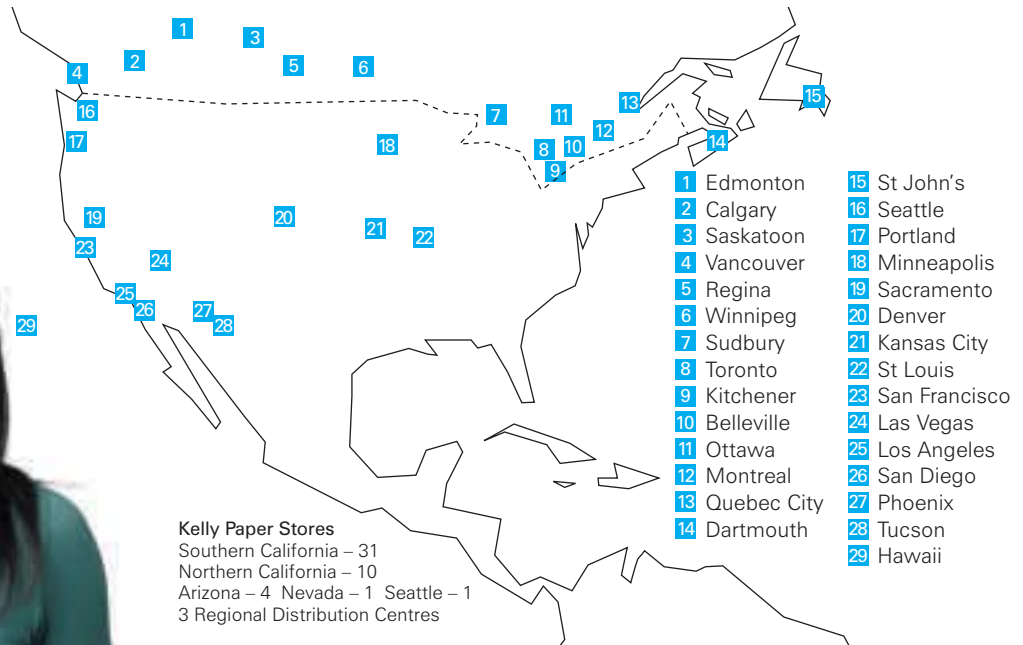 1
3
2
5
6
4
16
7
11
13
15
12
17
18
8
10
14
9
19
20
21
22
23
24
25
26
27
28
29
1 Edmonton
2 Calgary
3 Saskatoon
4 Vancouver
5 Regina
6 Winnipeg
7 Sudbury
8 Toronto
9 Kitchener
10 Belleville
11 Ottawa
12 Montreal
13 Quebec City
14 Dartmouth
15 St John’s
16 Seattle
17 Portland
18 Minneapolis
19 Sacramento
20 Denver
21 Kansas City
22 St Louis
23 San Francisco
24 Las Vegas
25 Los Angeles
26 San Diego
27 Phoenix
28 Tucson
29 Hawaii
Kelly Paper Stores
Southern California – 31
Northern California – 10
Arizona – 4 Nevada – 1 Seattle – 1
3 Regional Distribution Centres